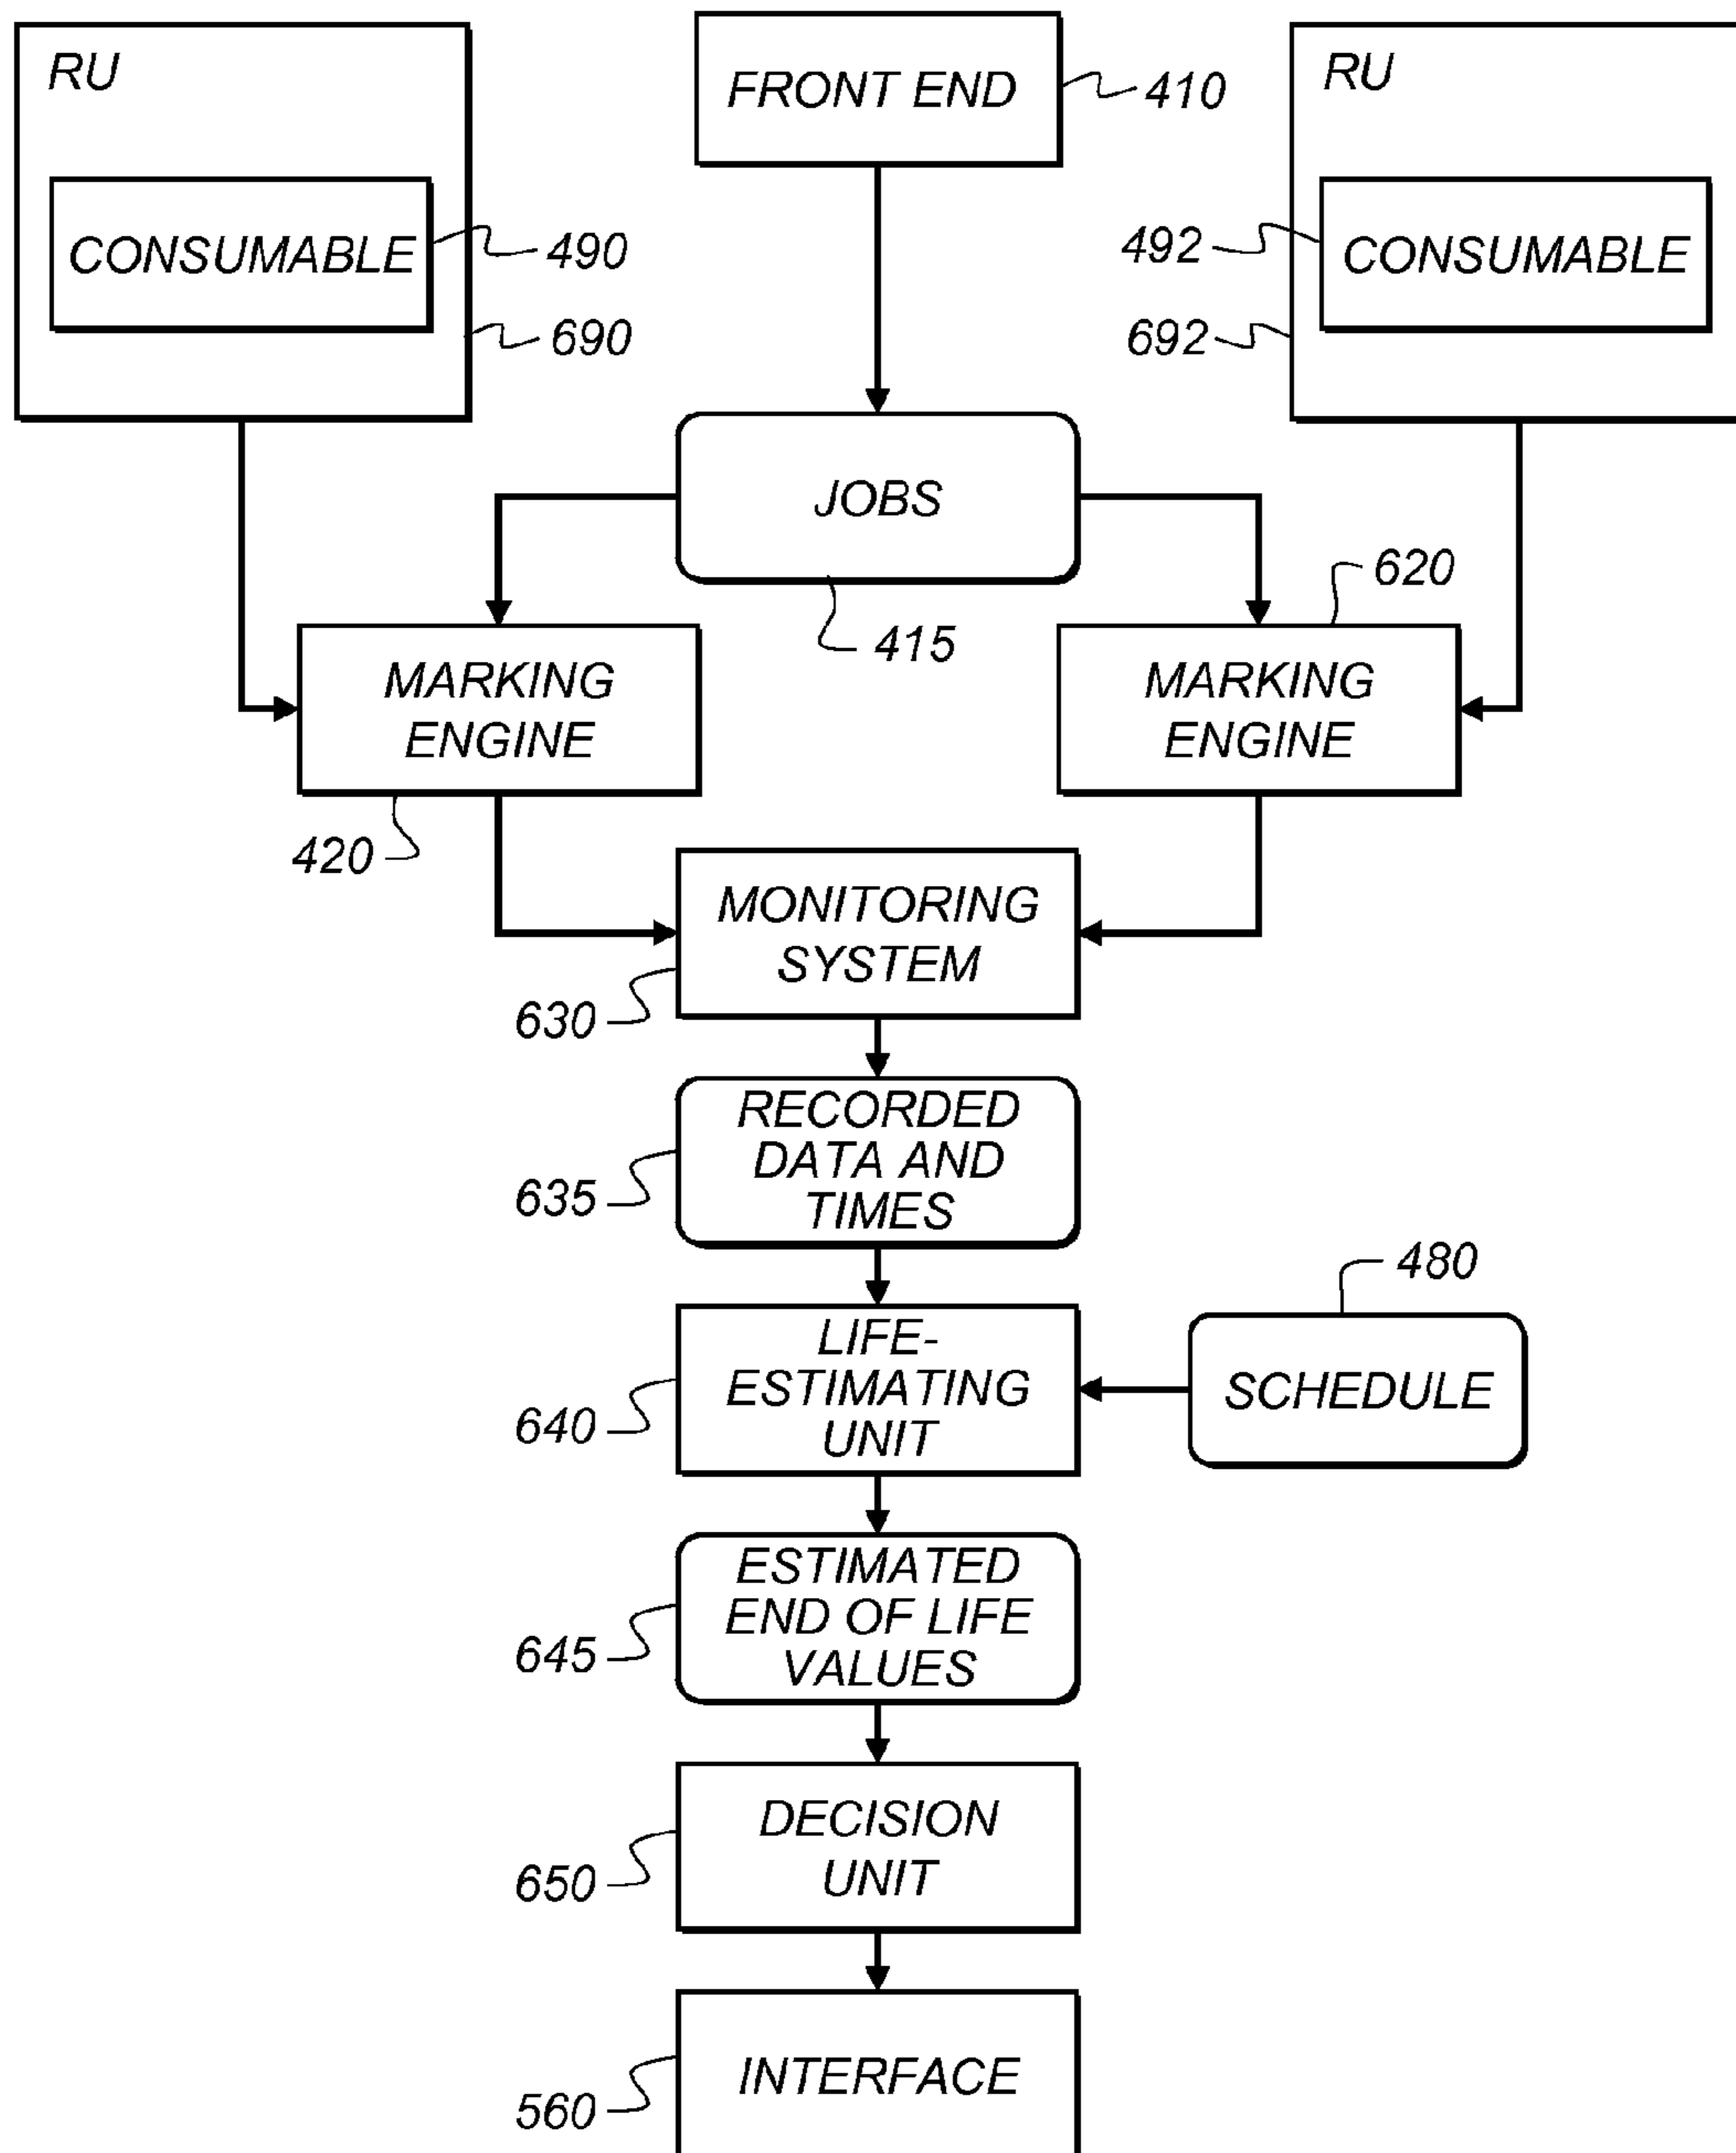 RU
FRONT END
410
RU
CONSUMABLE
490
690
492
CONSUMABLE
692
JOBS
415
620
MARKING
ENGINE
420
MARKING
ENGINE
MONITORING
SYSTEM
630
RECORDED
DATA AND
TIMES
635
480
LIFE-
ESTIMATING
UNIT
640
SCHEDULE
ESTIMATED
END OF LIFE
VALUES
645
DECISION
UNIT
650
INTERFACE
560